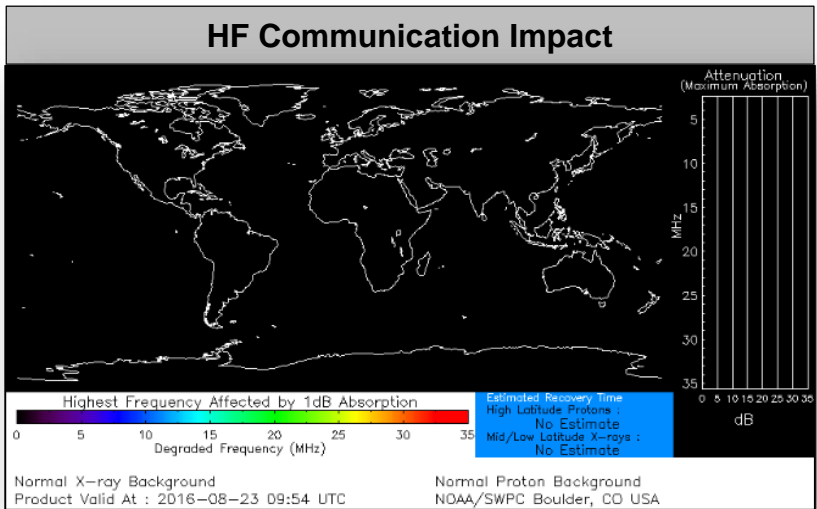 HF Communication Impact
Attenuation
(Maximum Absorption)
5
10
15
20
25
30
35
MHz
0 5 10 15 20 25 30 35
dB
Highest Frequency Affected by 1dB Absorption
0 5 10 15 20 25 30 35
Degraded Frequency (MHz)
Estimated Recovery Time
High Latitude Protons :
No Estimate
Mid/Low Latitude X-rays :
No Estimate
Normal X-ray Background
Product Valid At : 2016-08-23 09:54 UTC
Normal Proton Background
NOAA/SWPC Boulder, CO USA